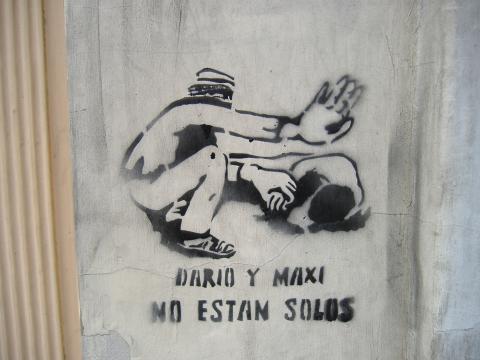 DARIO Y MAXI
NO ESTAN SOLOS